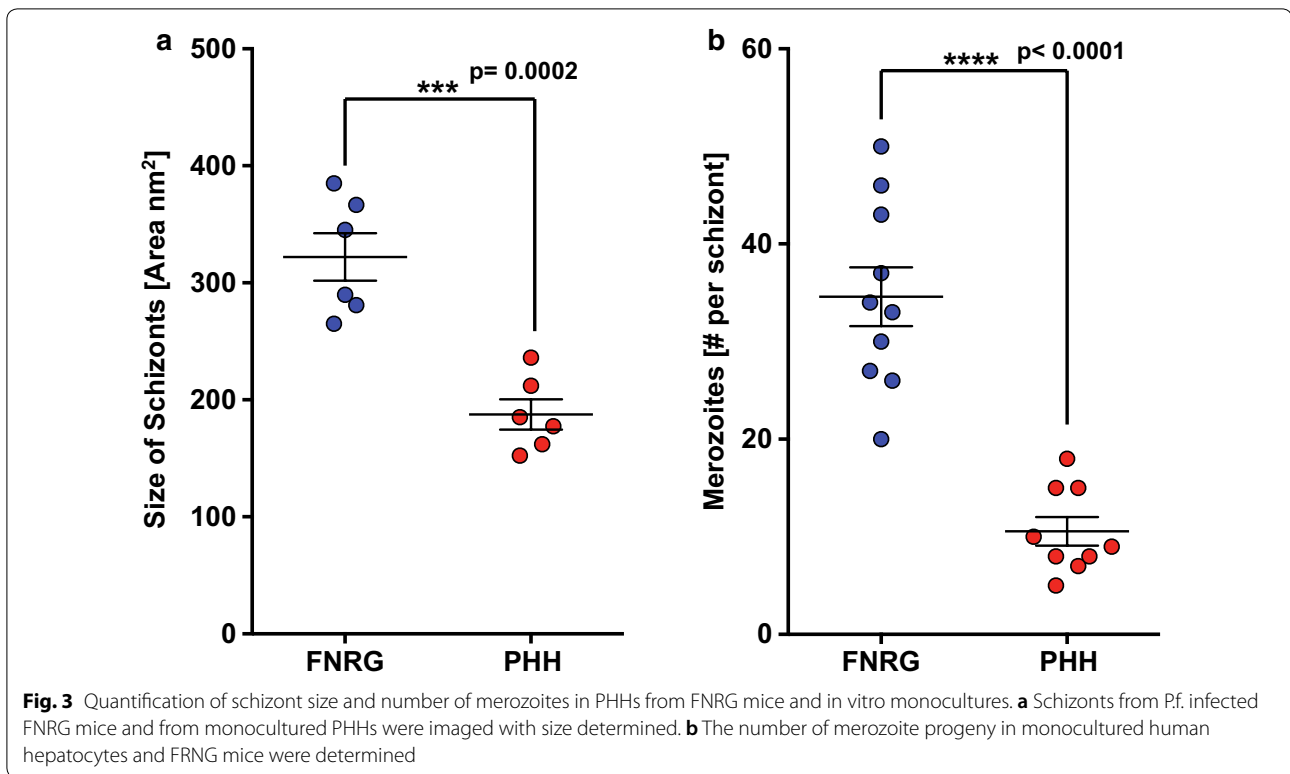 a
500
400
300
200
100
0
Size of Schizonts [Area nm²]
*** p= 0.0002
FNRG PHH
b
60
40
20
0
Merozoites [# per schizont]
**** p< 0.0001
FNRG PHH
Fig. 3 Quantification of schizont size and number of merozoites in PHHs from FNRG mice and in vitro monocultures. a Schizonts from P.f. infected
FNRG mice and from monocultured PHHs were imaged with size determined. b The number of merozoite progeny in monocultured human
hepatocytes and FRNG mice were determined